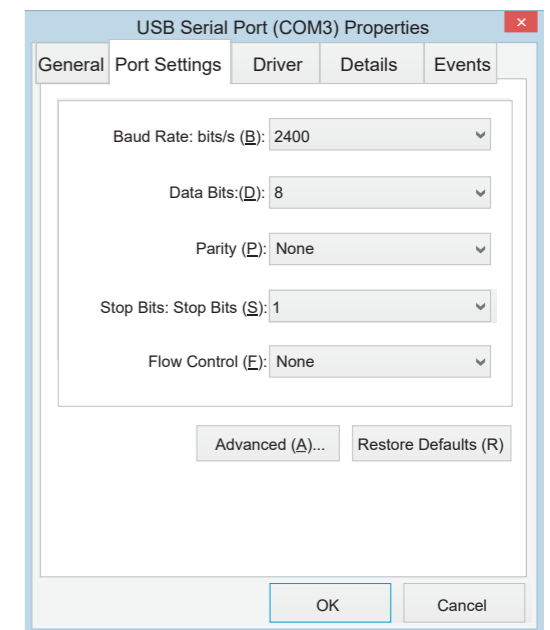 USB Serial Port (COM3) Properties
General Port Settings Driver Details Events
Baud Rate: bits/s (B): 2400
Data Bits:(D): 8
Parity (P): None
Stop Bits: Stop Bits (S): 1
Flow Control (F): None
Advanced (A)... Restore Defaults (R)
OK Cancel